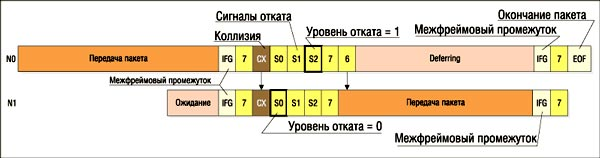 Сигналы отката
Окончание пакета
Коллизия
Уровень отката = 1
Межфреймовый промежуток
N0 Передача пакета IFG 7 CX S0 S1 S2 7 6 Deferring IFG 7 EOF
Межфреймовый промежуток
N1 Ожидание IFG 7 CX S0 S1 S2 7 Передача пакета IFG 7
Уровень отката = 0
Межфреймовый промежуток